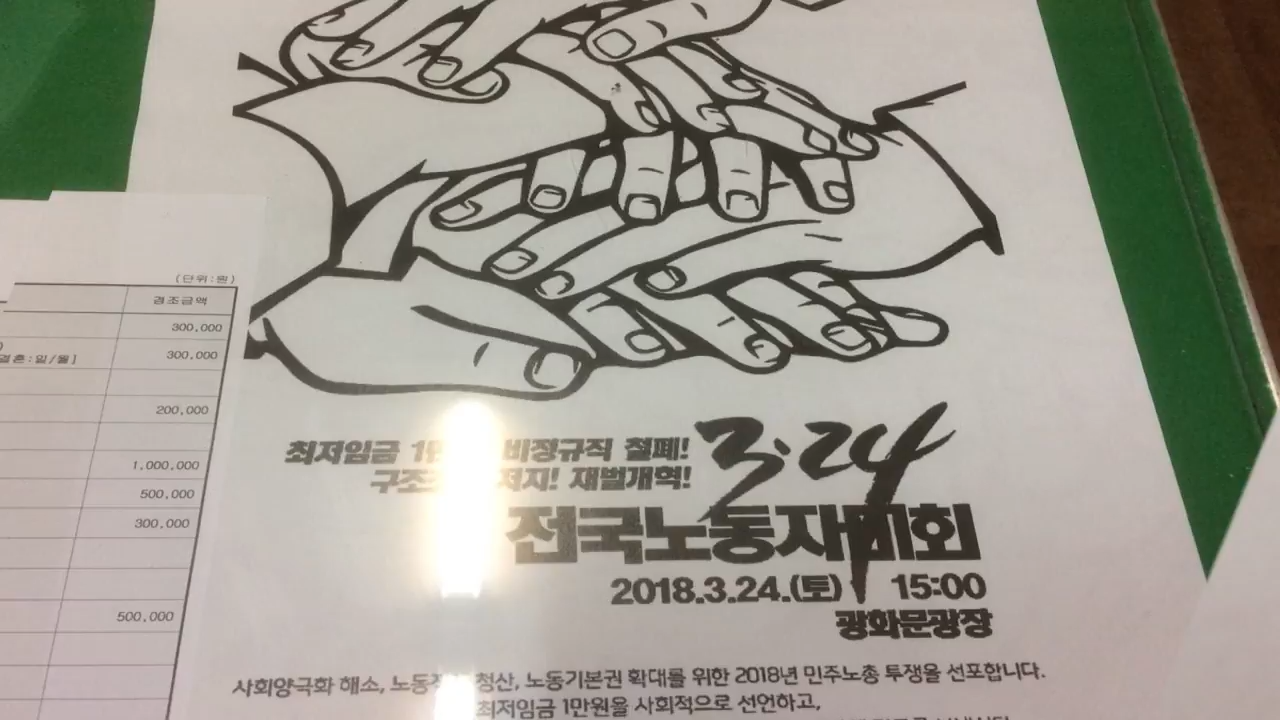 (단위:원)
경조금액
300,000
결혼:일/월]
300,000
200,000
1,000,000
500,000
300,000
500,000
최저임금 비정규직 철폐!
저지! 재벌개혁!
3.24
전국노동자대회
2018.3.24.(토) 15:00
광화문광장
사회양극화 해소, 청산, 노동기본권 확대를 위한 2018년 민주노총 투쟁을 선포합니다.
최저임금 1만원을 사회적으로 선언하고,